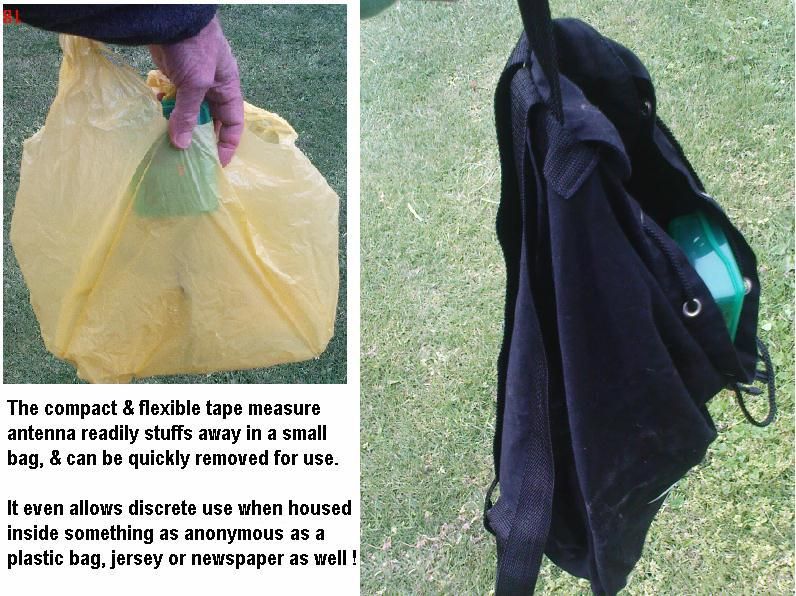 The compact & flexible tape measure
antenna readily stuffs away in a small
bag, & can be quickly removed for use.
It even allows discrete use when housed
inside something as anonymous as a
plastic bag, jersey or newspaper as well !